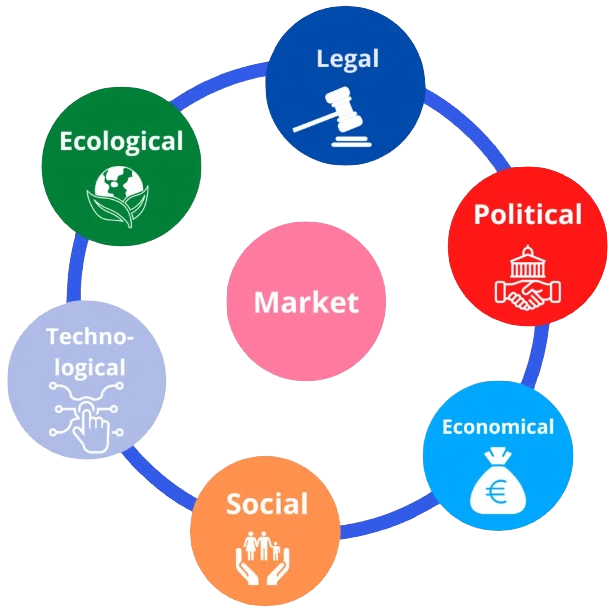 Legal
Ecological
Political
Market
Techno-
logical
Economical
Social
€